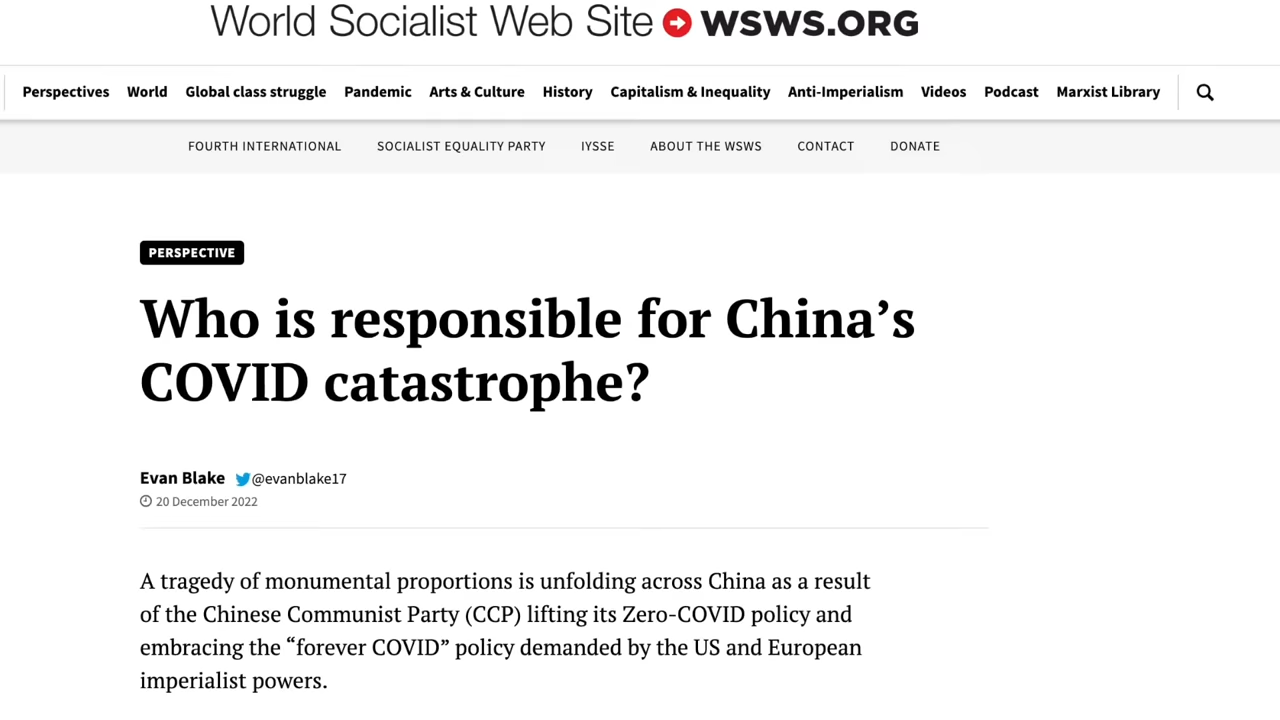 World Socialist Web Site WSWS.ORG
Perspectives World Global class struggle Pandemic Arts & Culture History Capitalism & Inequality Anti-Imperialism Videos Podcast Marxist Library
FOURTH INTERNATIONAL SOCIALIST EQUALITY PARTY IYSSE ABOUT THE WSWS CONTACT DONATE
PERSPECTIVE
Who is responsible for China’s
COVID catastrophe?
Evan Blake @evanblake17
20 December 2022
A tragedy of monumental proportions is unfolding across China as a result
of the Chinese Communist Party (CCP) lifting its Zero-COVID policy and
embracing the “forever COVID” policy demanded by the US and European
imperialist powers.